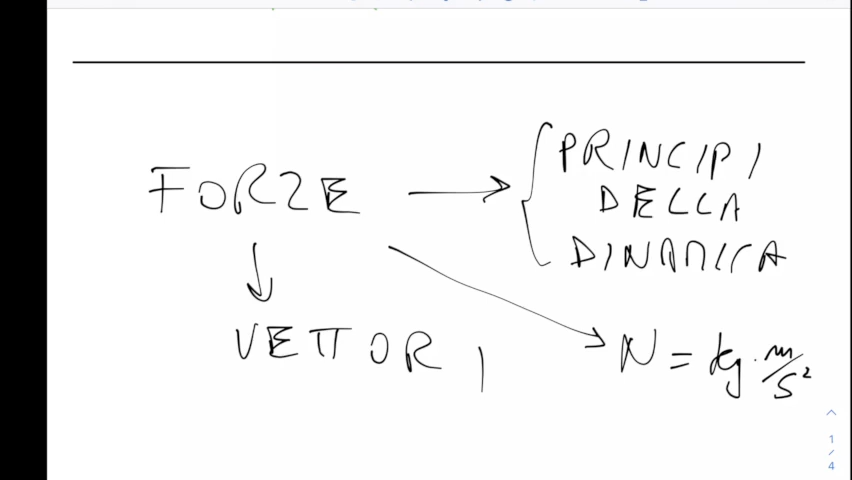 FORZE
PRINCIPI
DELLA
DINAMICA
VETTORI
N = kg · m/s²
1
/
4